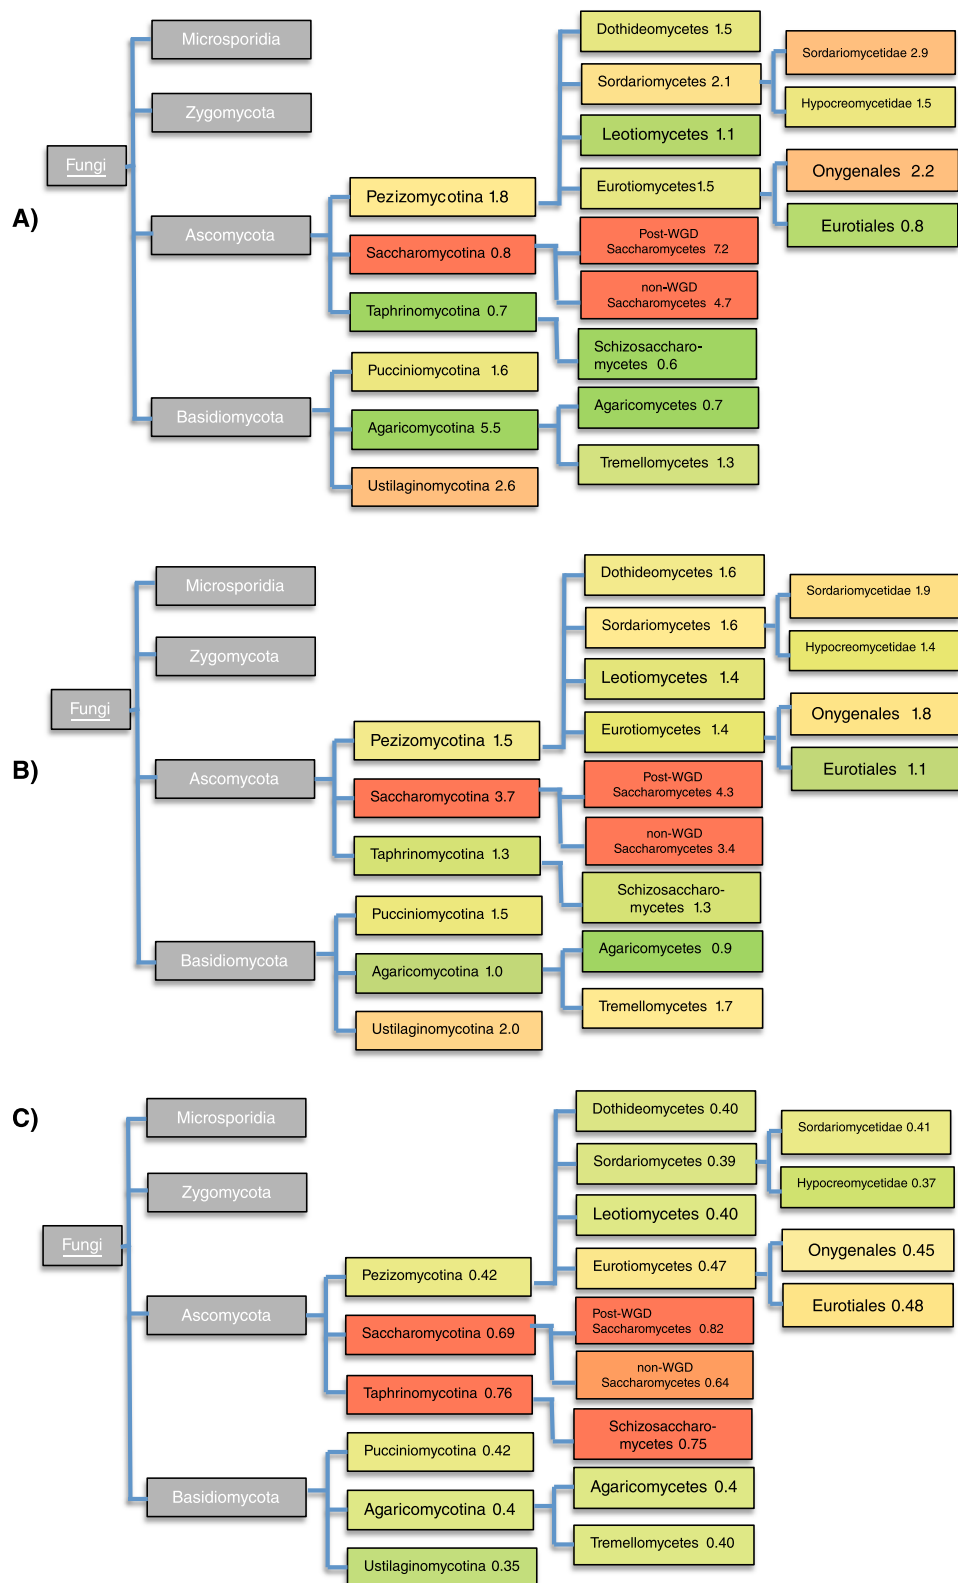 A)
Fungi
Microsporidia
Zygomycota
Ascomycota
Basidiomycota
Pezizomycotina 1.8
Saccharomycotina 0.8
Taphrinomycotina 0.7
Pucciniomycotina 1.6
Agaricomycotina 5.5
Ustilaginomycotina 2.6
Dothideomycetes 1.5
Sordariomycetes 2.1
Leotiomycetes 1.1
Eurotiomycetes1.5
Post-WGD
Saccharomycetes 7.2
non-WGD
Saccharomycetes 4.7
Schizosaccharo-
mycetes 0.6
Agaricomycetes 0.7
Tremellomycetes 1.3
Sordariomycetidae 2.9
Hypocreomycetidae 1.5
Onygenales 2.2
Eurotiales 0.8
B)
Fungi
Microsporidia
Zygomycota
Ascomycota
Basidiomycota
Pezizomycotina 1.5
Saccharomycotina 3.7
Taphrinomycotina 1.3
Pucciniomycotina 1.5
Agaricomycotina 1.0
Ustilaginomycotina 2.0
Dothideomycetes 1.6
Sordariomycetes 1.6
Leotiomycetes 1.4
Eurotiomycetes 1.4
Post-WGD
Saccharomycetes 4.3
non-WGD
Saccharomycetes 3.4
Schizosaccharo-
mycetes 1.3
Agaricomycetes 0.9
Tremellomycetes 1.7
Sordariomycetidae 1.9
Hypocreomycetidae 1.4
Onygenales 1.8
Eurotiales 1.1
C)
Fungi
Microsporidia
Zygomycota
Ascomycota
Basidiomycota
Pezizomycotina 0.42
Saccharomycotina 0.69
Taphrinomycotina 0.76
Pucciniomycotina 0.42
Agaricomycotina 0.4
Ustilaginomycotina 0.35
Dothideomycetes 0.40
Sordariomycetes 0.39
Leotiomycetes 0.40
Eurotiomycetes 0.47
Post-WGD
Saccharomycetes 0.82
non-WGD
Saccharomycetes 0.64
Schizosaccharo-
mycetes 0.75
Agaricomycetes 0.4
Tremellomycetes 0.40
Sordariomycetidae 0.41
Hypocreomycetidae 0.37
Onygenales 0.45
Eurotiales 0.48